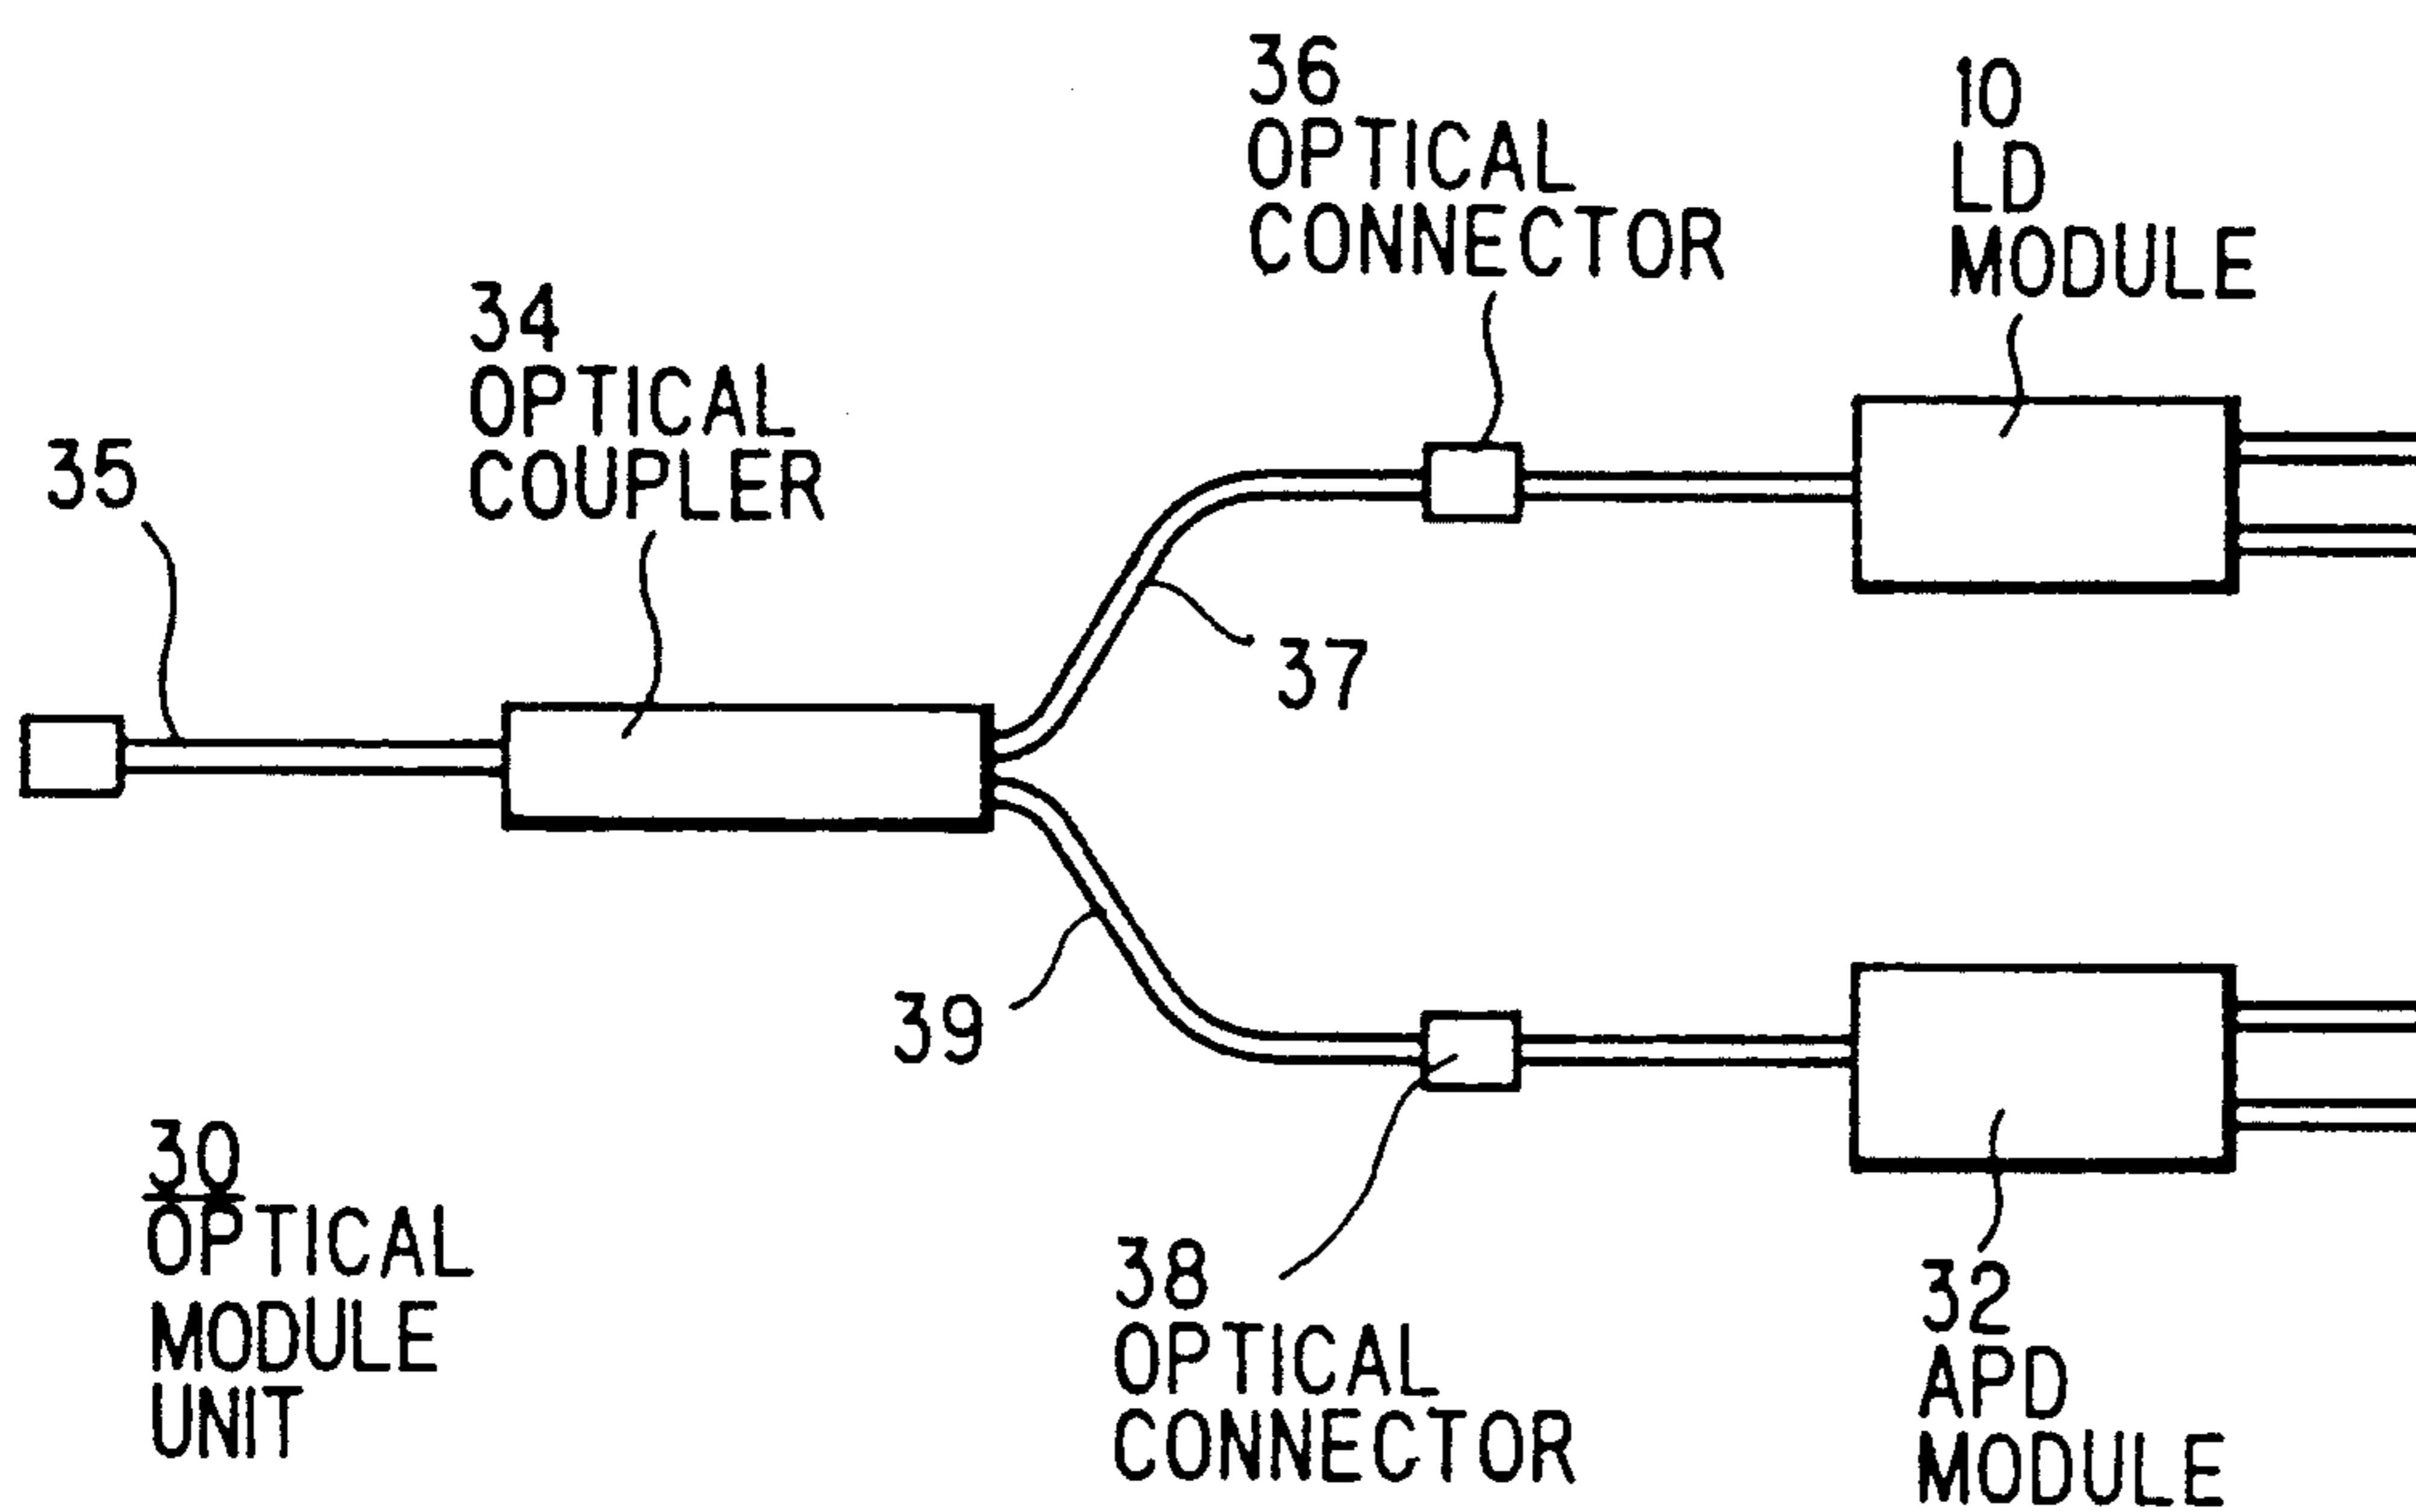 36
OPTICAL
CONNECTOR
10
LD
MODULE
34
OPTICAL
COUPLER
35
37
39
30
OPTICAL
MODULE
UNIT
38
OPTICAL
CONNECTOR
32
APD
MODULE